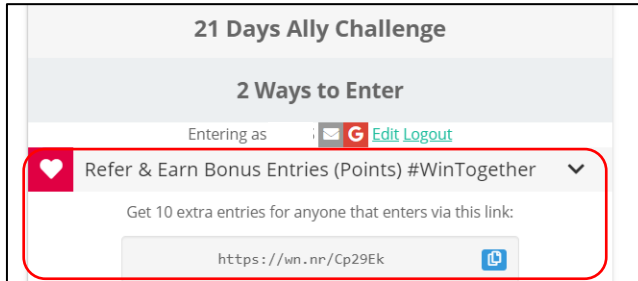 21 Days Ally Challenge
2 Ways to Enter
Entering as Edit Logout
Refer & Earn Bonus Entries (Points) #WinTogether
Get 10 extra entries for anyone that enters via this link:
https://wn.nr/Cp29Ek